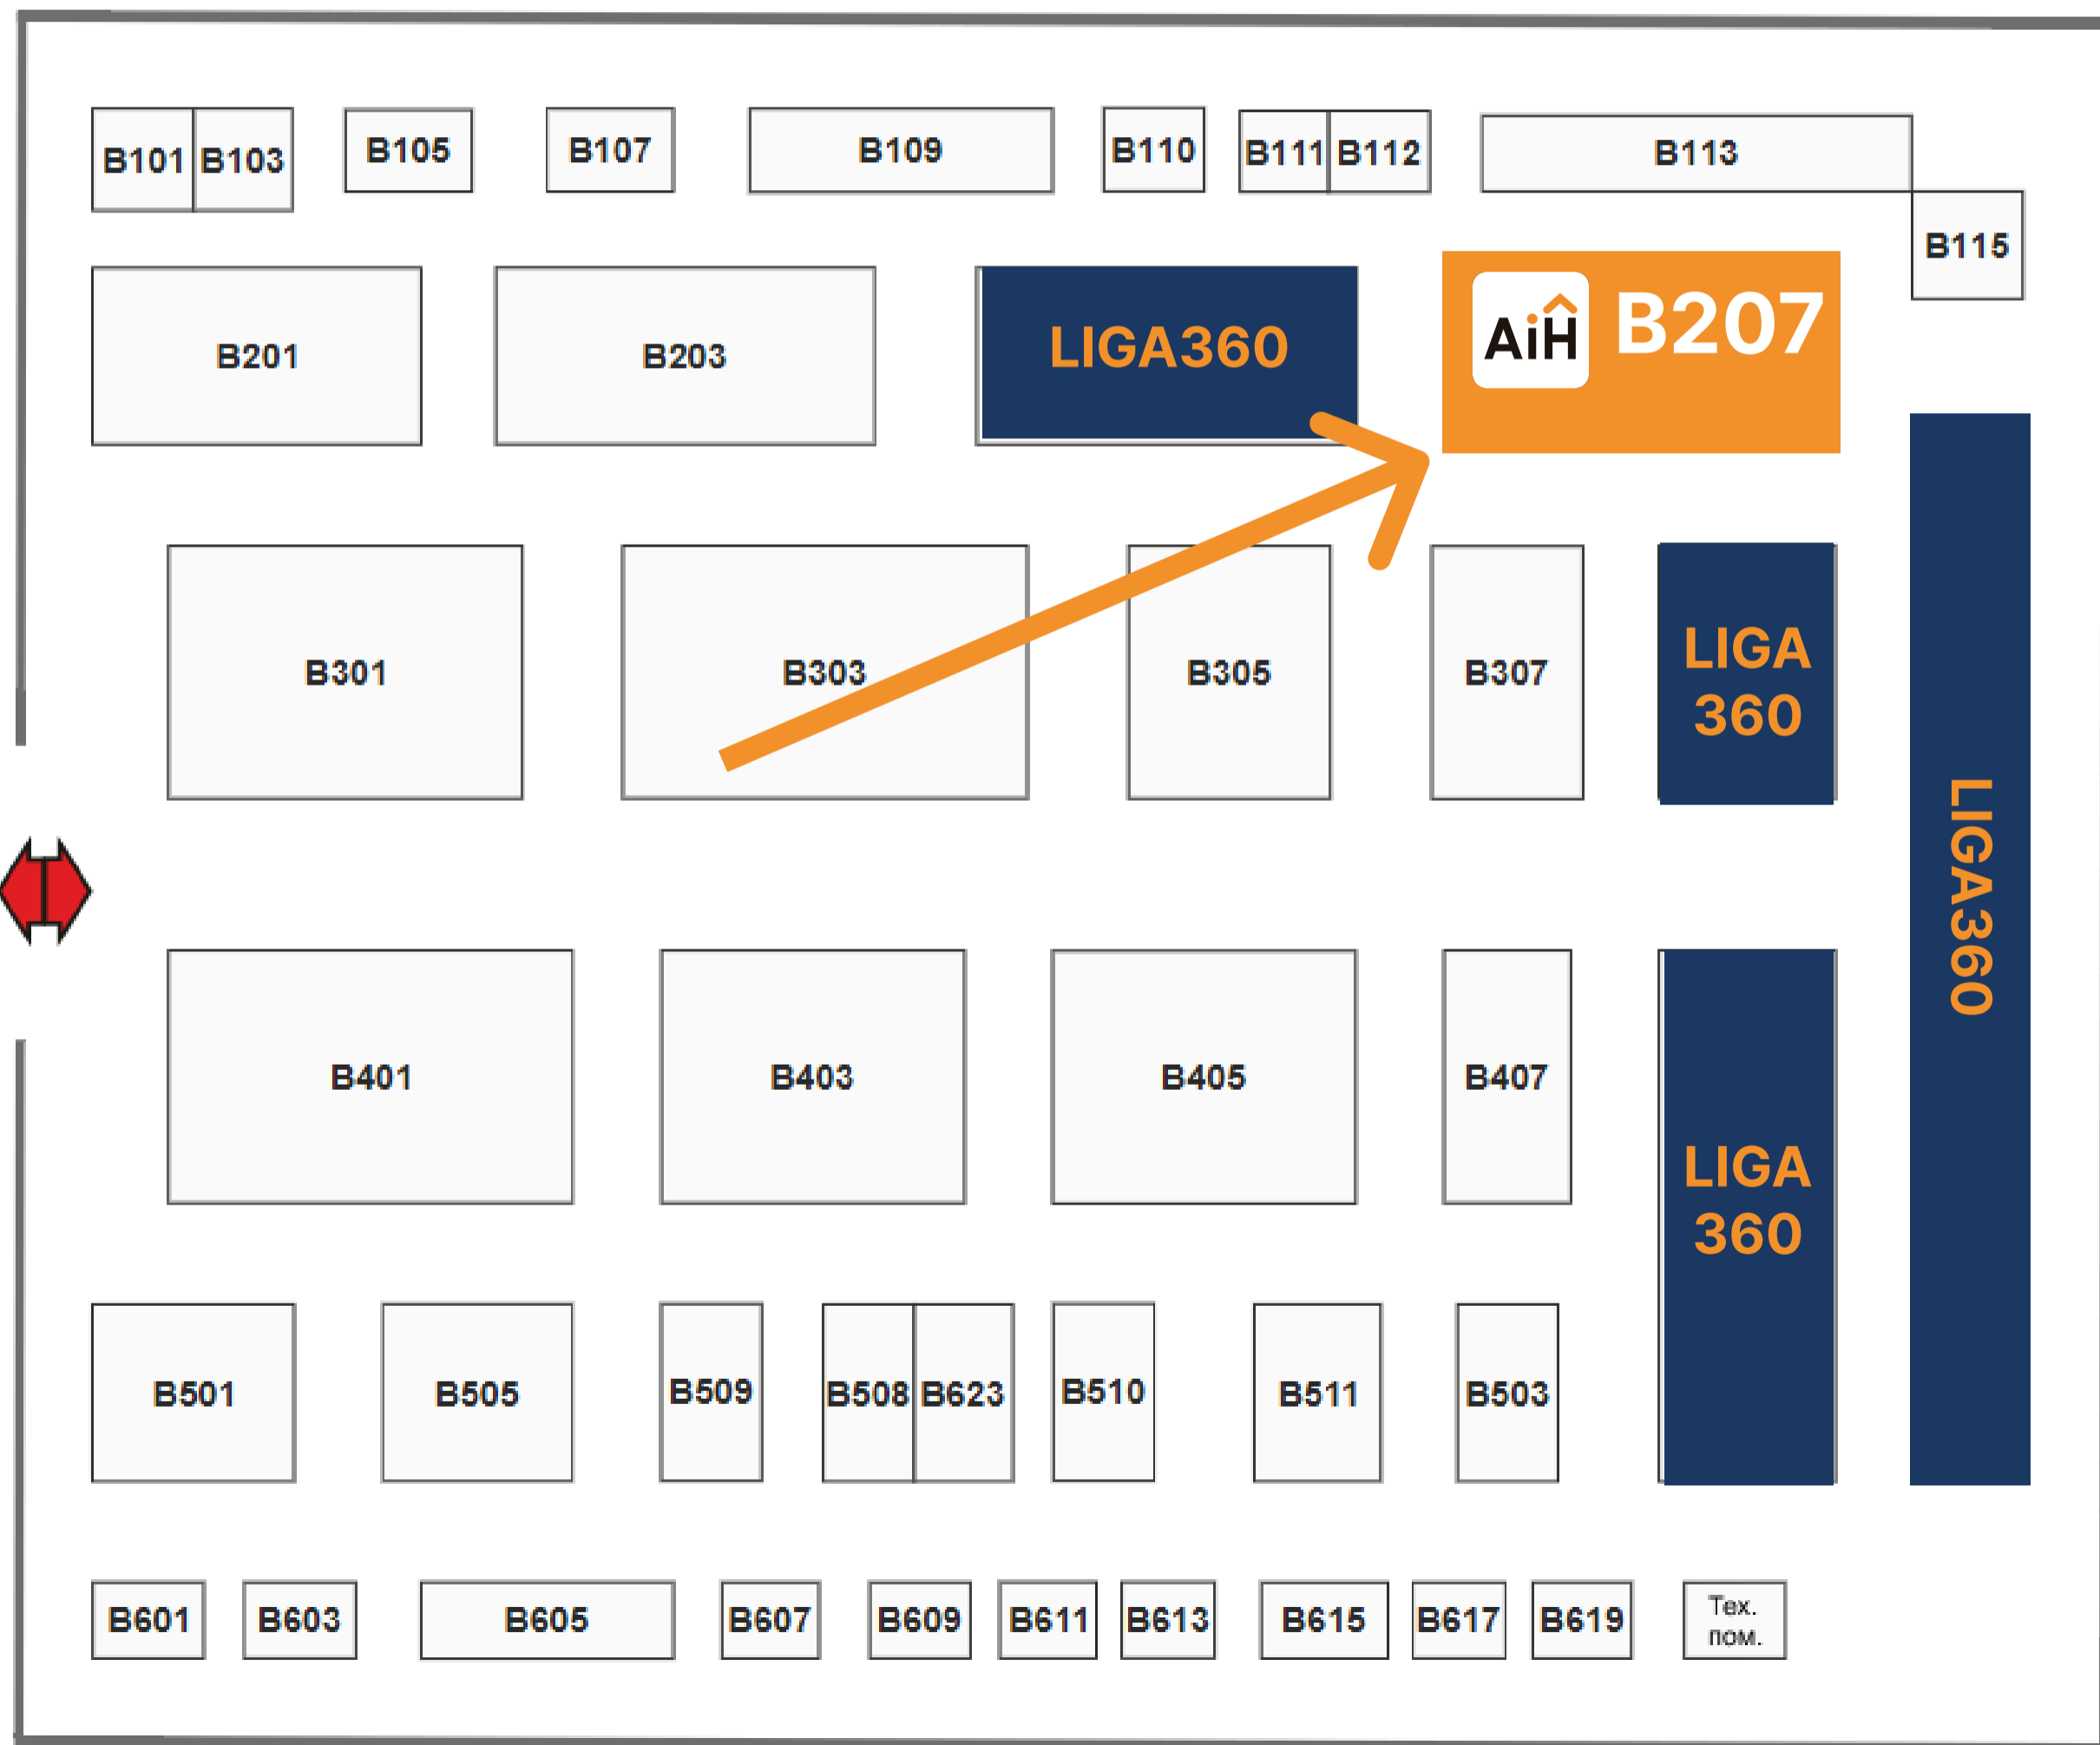 B101 B103 B105 B107 B109 B110 B111 B112 B113
B115
B201 B203 LIGA360 AiH B207
B301 B303 B305 B307 LIGA
360
LIGA360
B401 B403 B405 B407
LIGA
360
B501 B505 B509 B508 B623 B510 B511 B503
B601 B603 B605 B607 B609 B611 B613 B615 B617 B619 Тех.
пом.